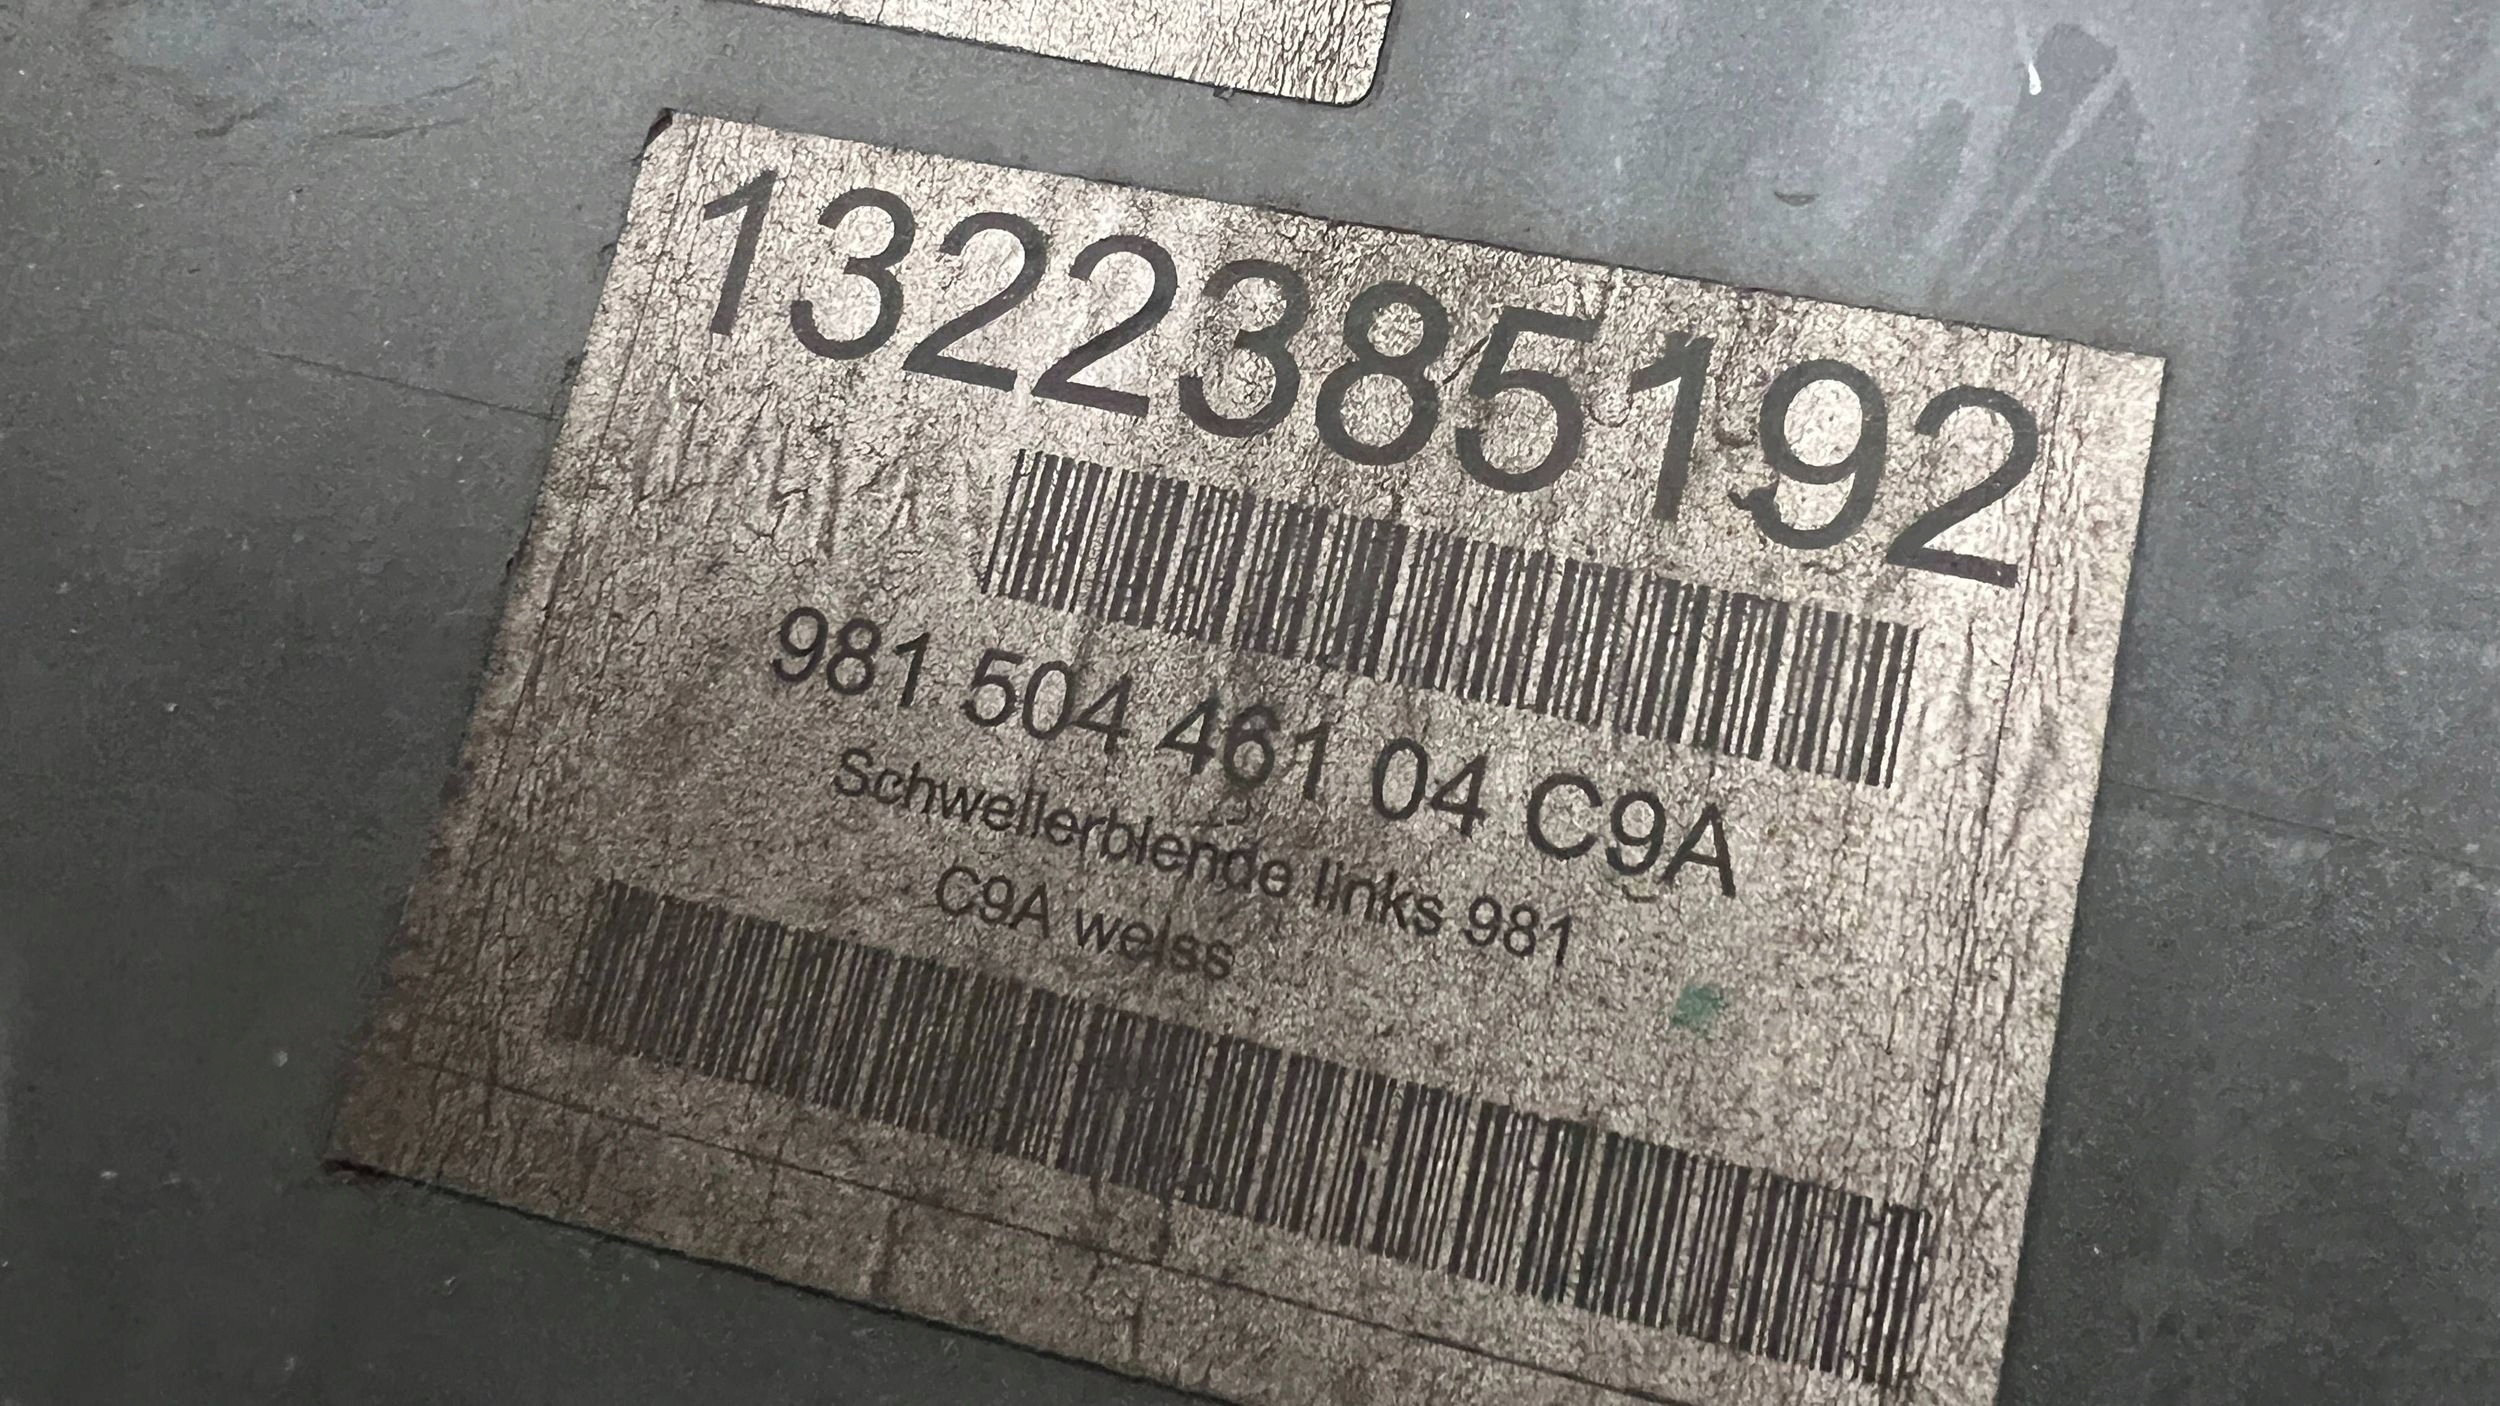 1322385192
981 504 461 04 C9A
Schwellerblende links 981
C9A weiss